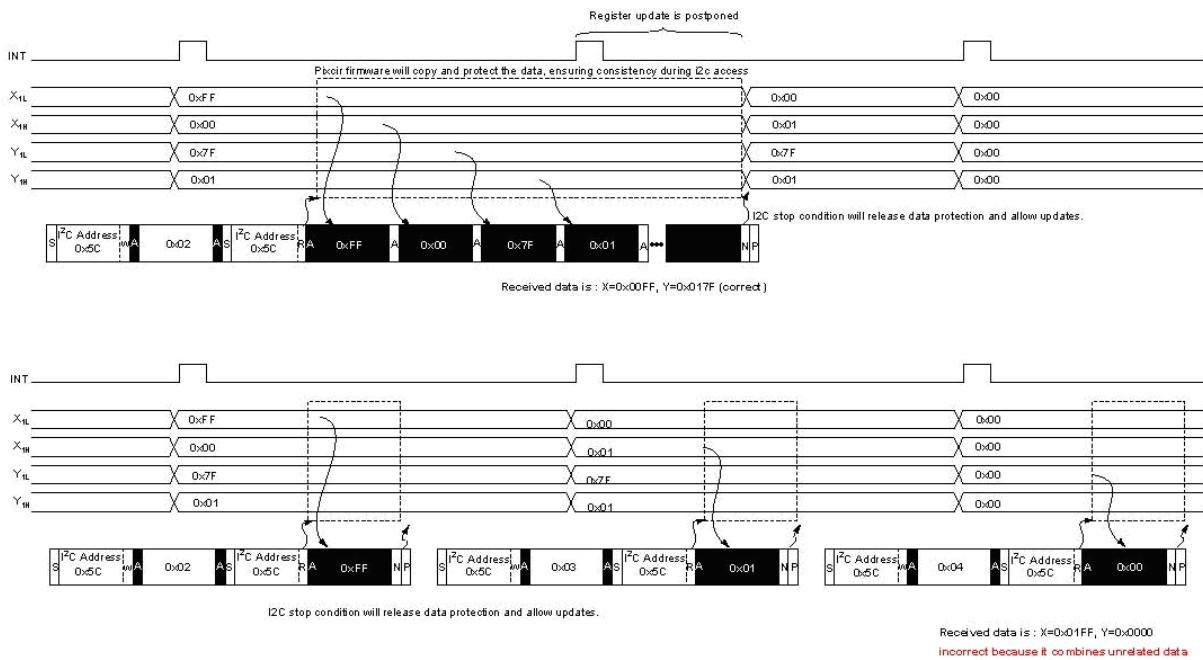 Register update is postponed
INT
Pixcir firmware will copy and protect the data, ensuring consistency during I2c access
X1L 0xFF 0x00 0x00
X1H 0x00 0x01 0x00
Y1L 0x7F 0x7F 0x00
Y1H 0x01 0x01 0x00
I2C stop condition will release data protection and allow updates.
S I²C Address 0x5C W A 0x02 A S I²C Address 0x5C R A 0xFF A 0x00 A 0x7F A 0x01 A ••• N P
Received data is : X=0x00FF, Y=0x017F (correct)
INT
X1L 0xFF 0x00 0x00
X1H 0x00 0x01 0x00
Y1L 0x7F 0x7F 0x00
Y1H 0x01 0x01 0x00
S I²C Address 0x5C W A 0x02 A S I²C Address 0x5C R A 0xFF N P S I²C Address 0x5C W A 0x03 A S I²C Address 0x5C R A 0x01 N P S I²C Address 0x5C W A 0x04 A S I²C Address 0x5C R A 0x00 N P
I2C stop condition will release data protection and allow updates.
Received data is : X=0x01FF, Y=0x0000
incorrect because it combines unrelated data